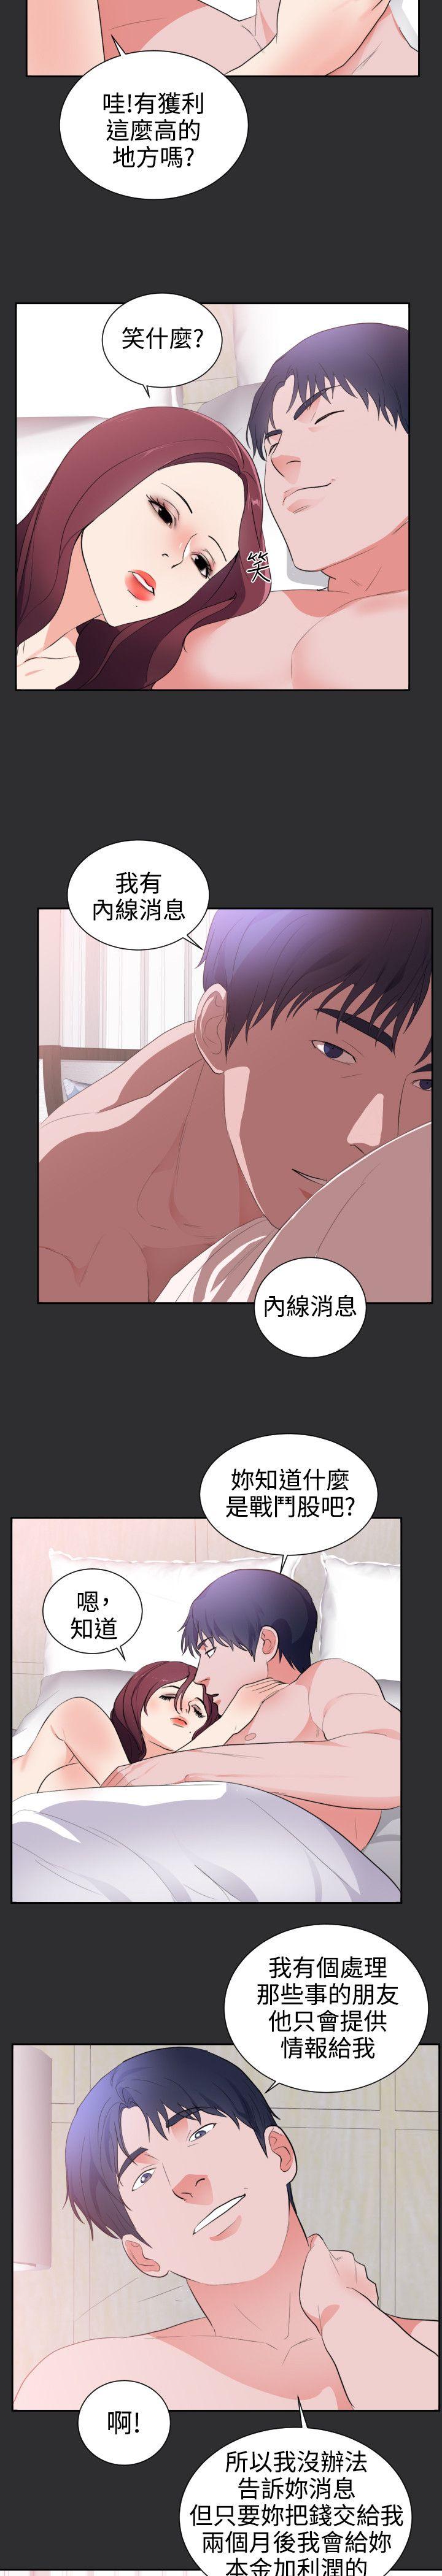 哇!有獲利
這麼高的
地方嗎?
笑什麼?
笑
我有
內線消息
內線消息
妳知道什麼
是戰鬥股吧?
嗯,
知道
我有個處理
那些事的朋友
他只會提供
情報給我
啊!
所以我沒辦法
告訴妳消息
但只要妳把錢交給我
兩個月後我會給妳
本金加利潤的